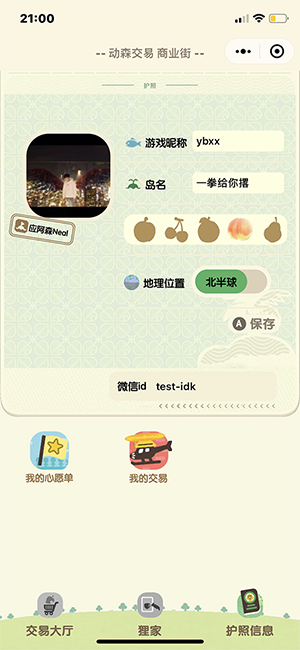 21:00
-- 动森交易 商业街 --
护照
游戏昵称 ybxx
岛名 一拳给你撂
应阿森Neal
地理位置 北半球
A 保存
微信id test-idk
我的心愿单 我的交易
交易大厅 狸家 护照信息